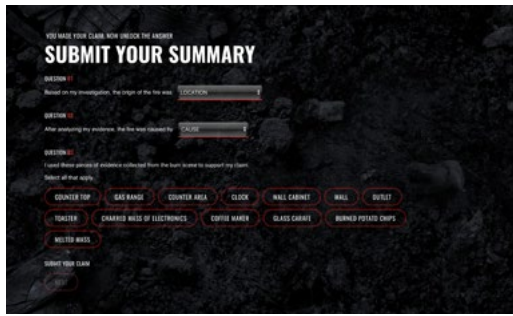 YOU MADE YOUR CLAIM. NOW UNLOCK THE ANSWER
SUBMIT YOUR SUMMARY
QUESTION 01
Based on my investigation, the origin of the fire was LOCATION
QUESTION 02
After analyzing my evidence, the fire was caused by CAUSE
QUESTION 03
I used these pieces of evidence collected from the burn scene to support my claim.
Select all that apply.
COUNTER TOP GAS RANGE COUNTER AREA CLOCK WALL CABINET WALL OUTLET
TOASTER CHARRED MASS OF ELECTRONICS COFFEE MAKER GLASS CARAFE BURNED POTATO CHIPS
MELTED MASS
SUBMIT YOUR CLAIM